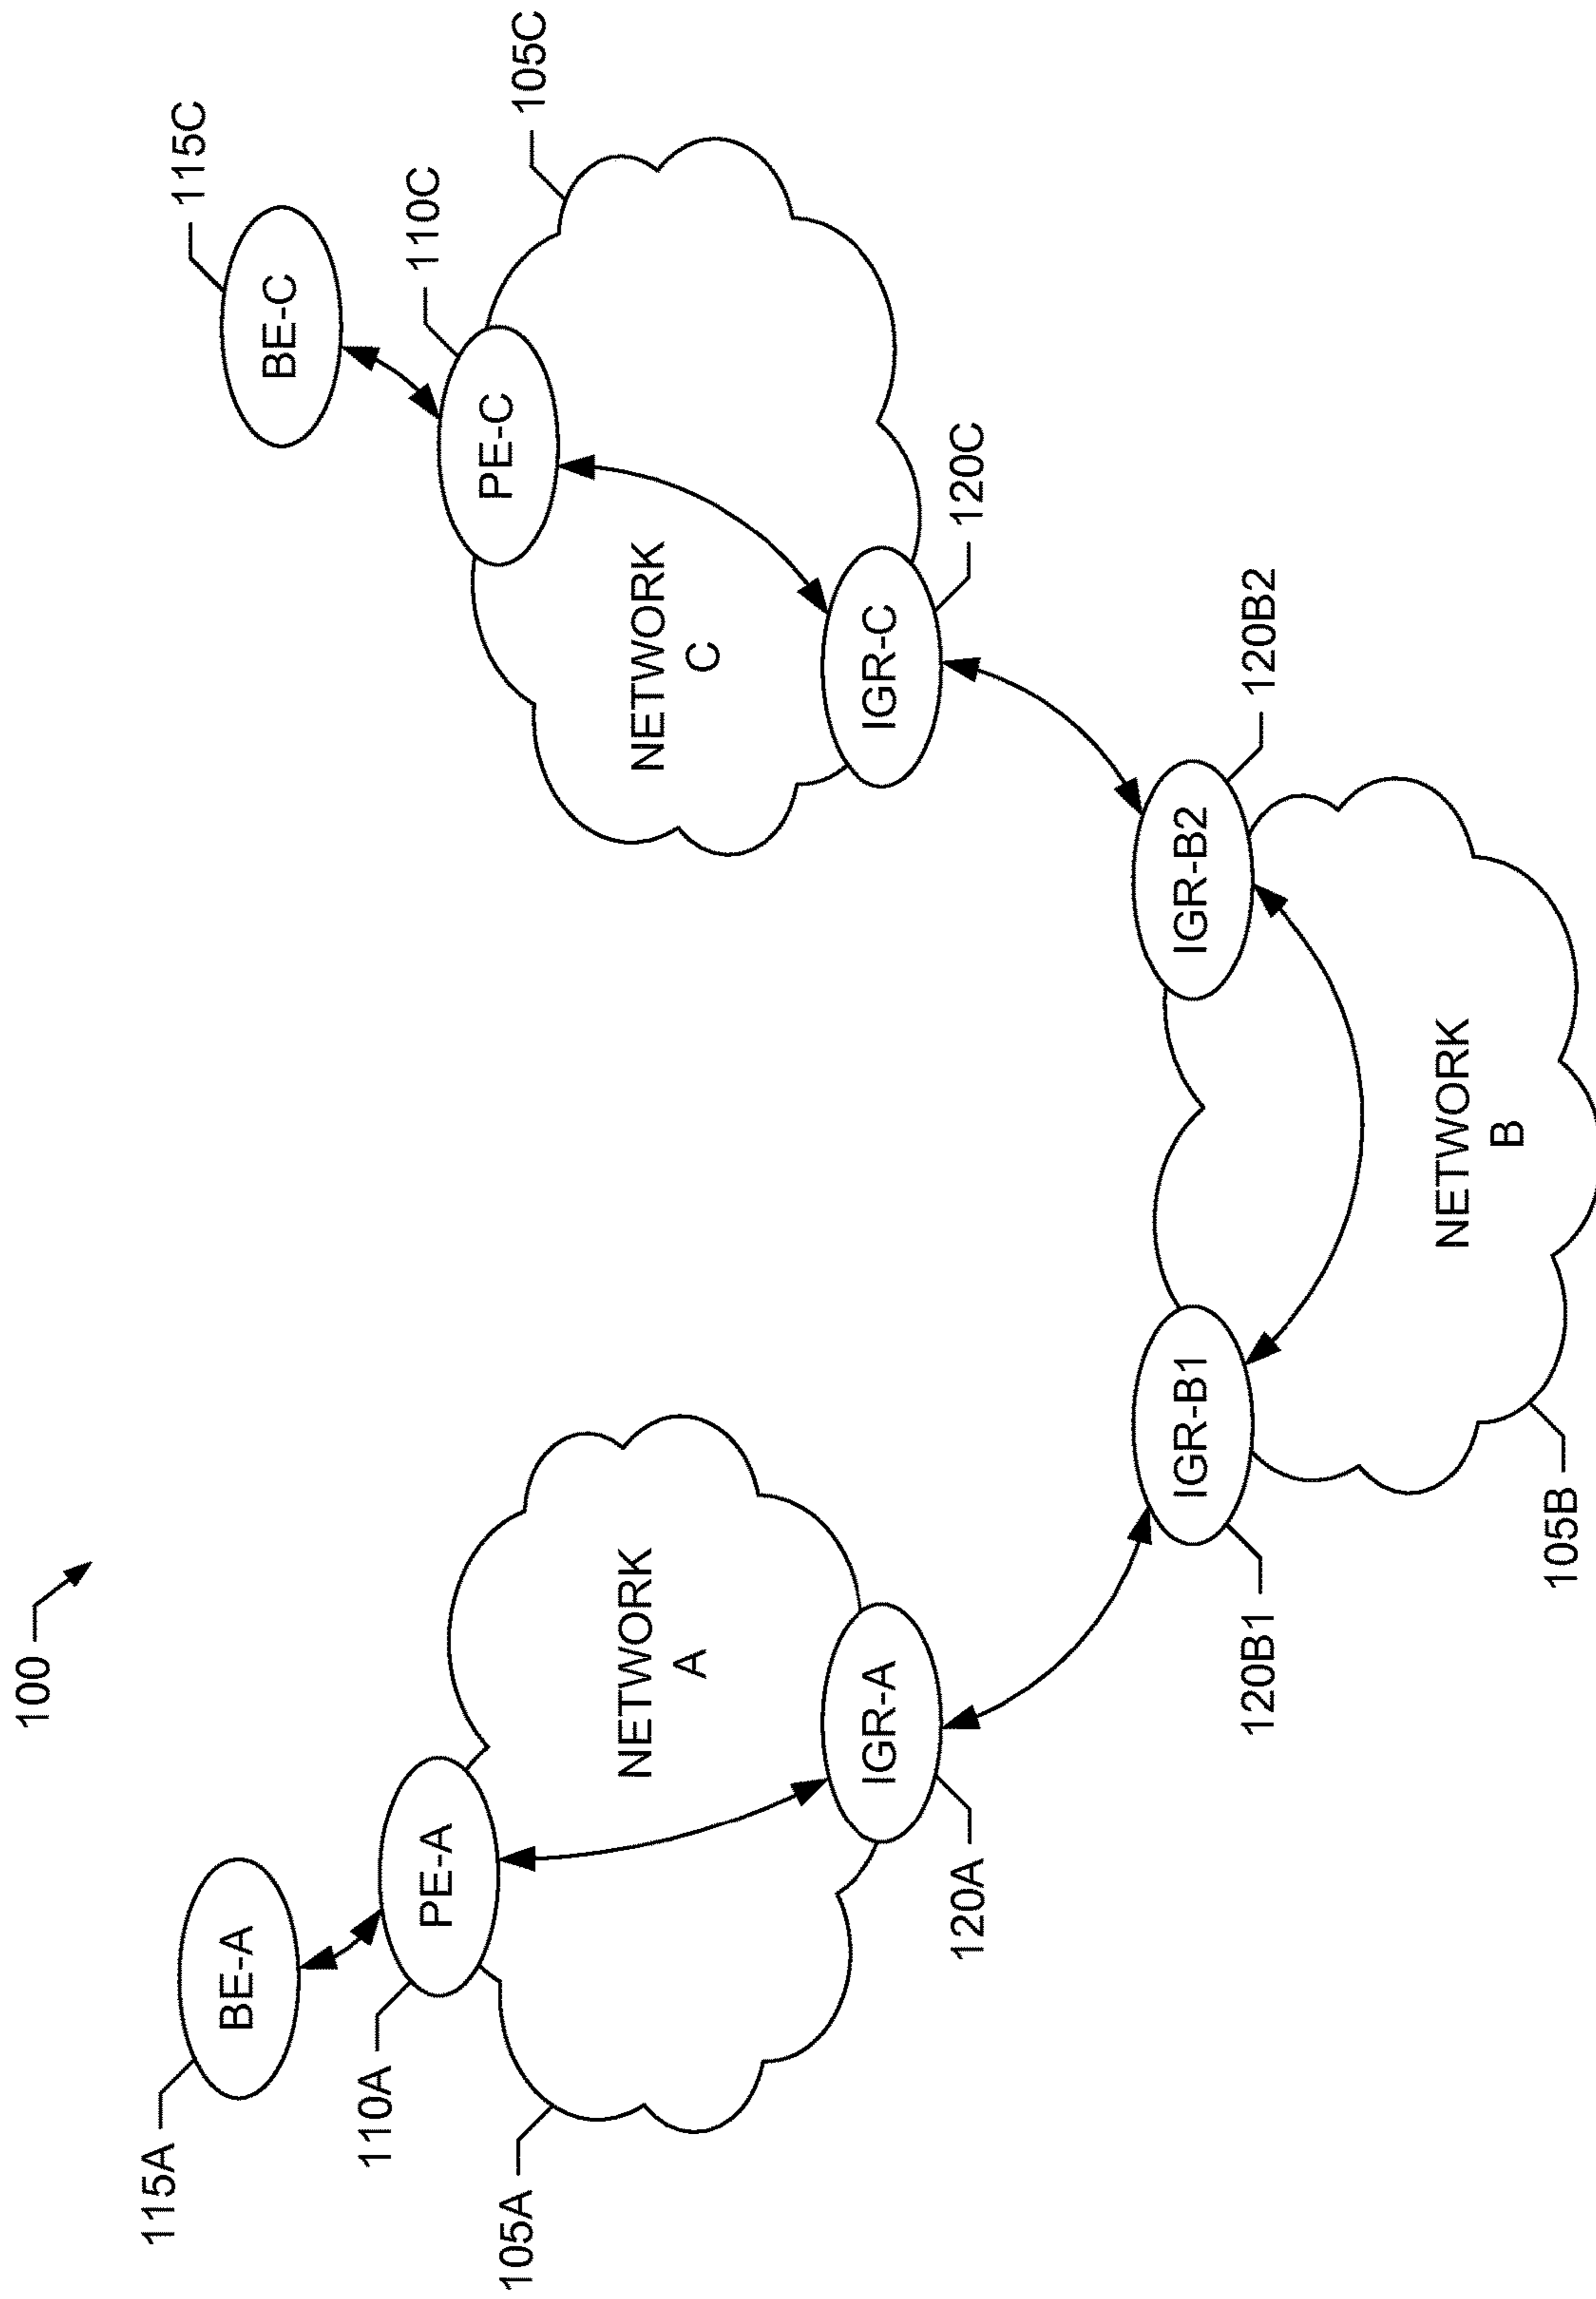 100
115A
BE-A
110A
PE-A
105A
NETWORK
A
IGR-A
120A
115C
BE-C
110C
PE-C
105C
NETWORK
C
IGR-C
120C
IGR-B1
120B1
IGR-B2
120B2
NETWORK
B
105B